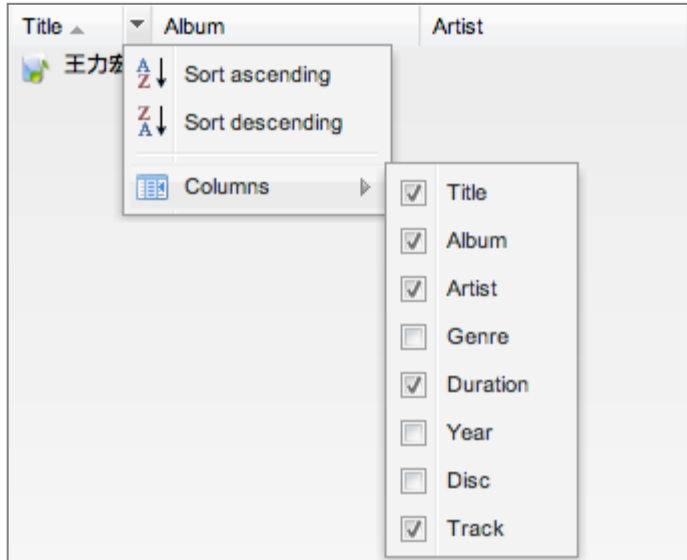 Title Album Artist
王力宏
Sort ascending
Sort descending
Columns
Title
Album
Artist
Genre
Duration
Year
Disc
Track